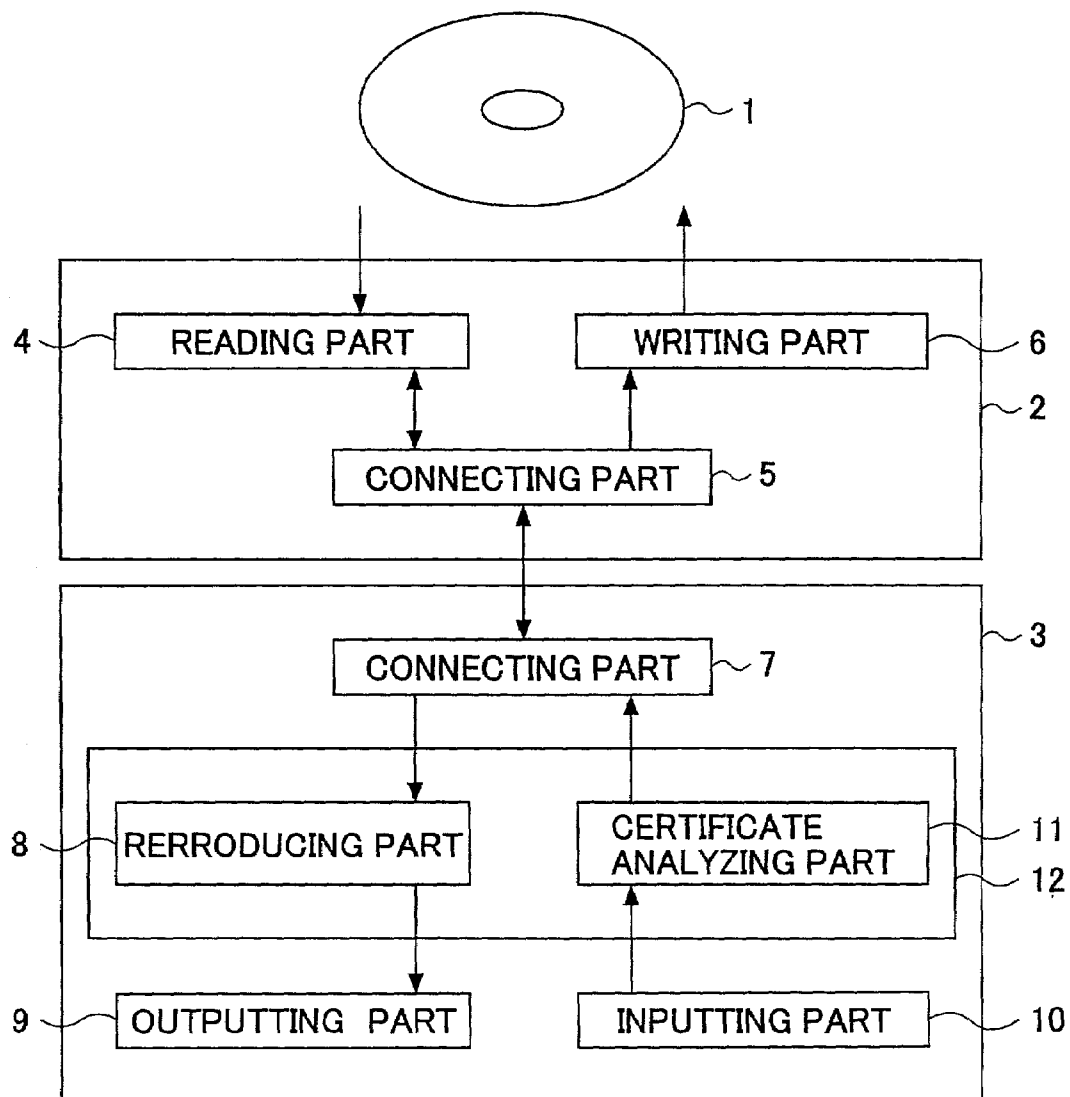 1
4
READING PART
WRITING PART
6
2
CONNECTING PART
5
3
CONNECTING PART
7
8
RERRODUCING PART
CERTIFICATE
ANALYZING PART
11
12
9
OUTPUTTING PART
INPUTTING PART
10